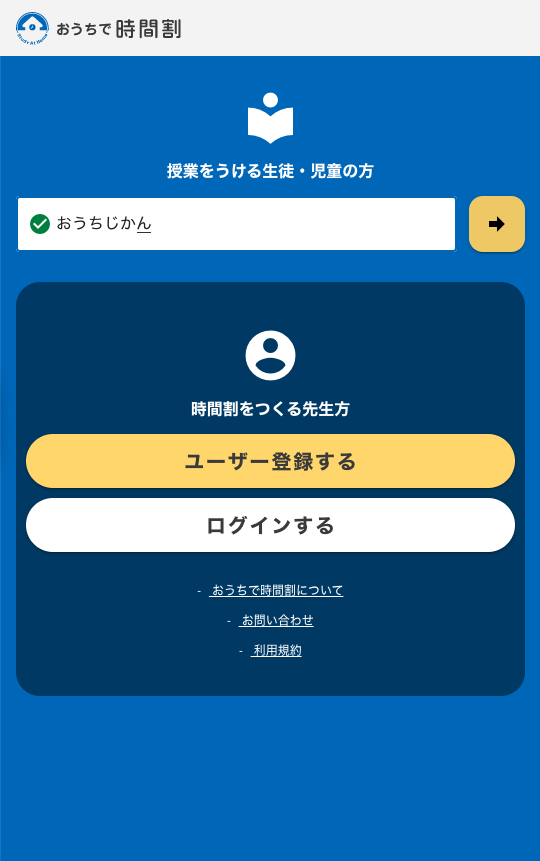 おうちで 時間割
授業をうける生徒・児童の方
おうちじかん
時間割をつくる先生方
ユーザー登録する
ログインする
- おうちで時間割について
- お問い合わせ
- 利用規約